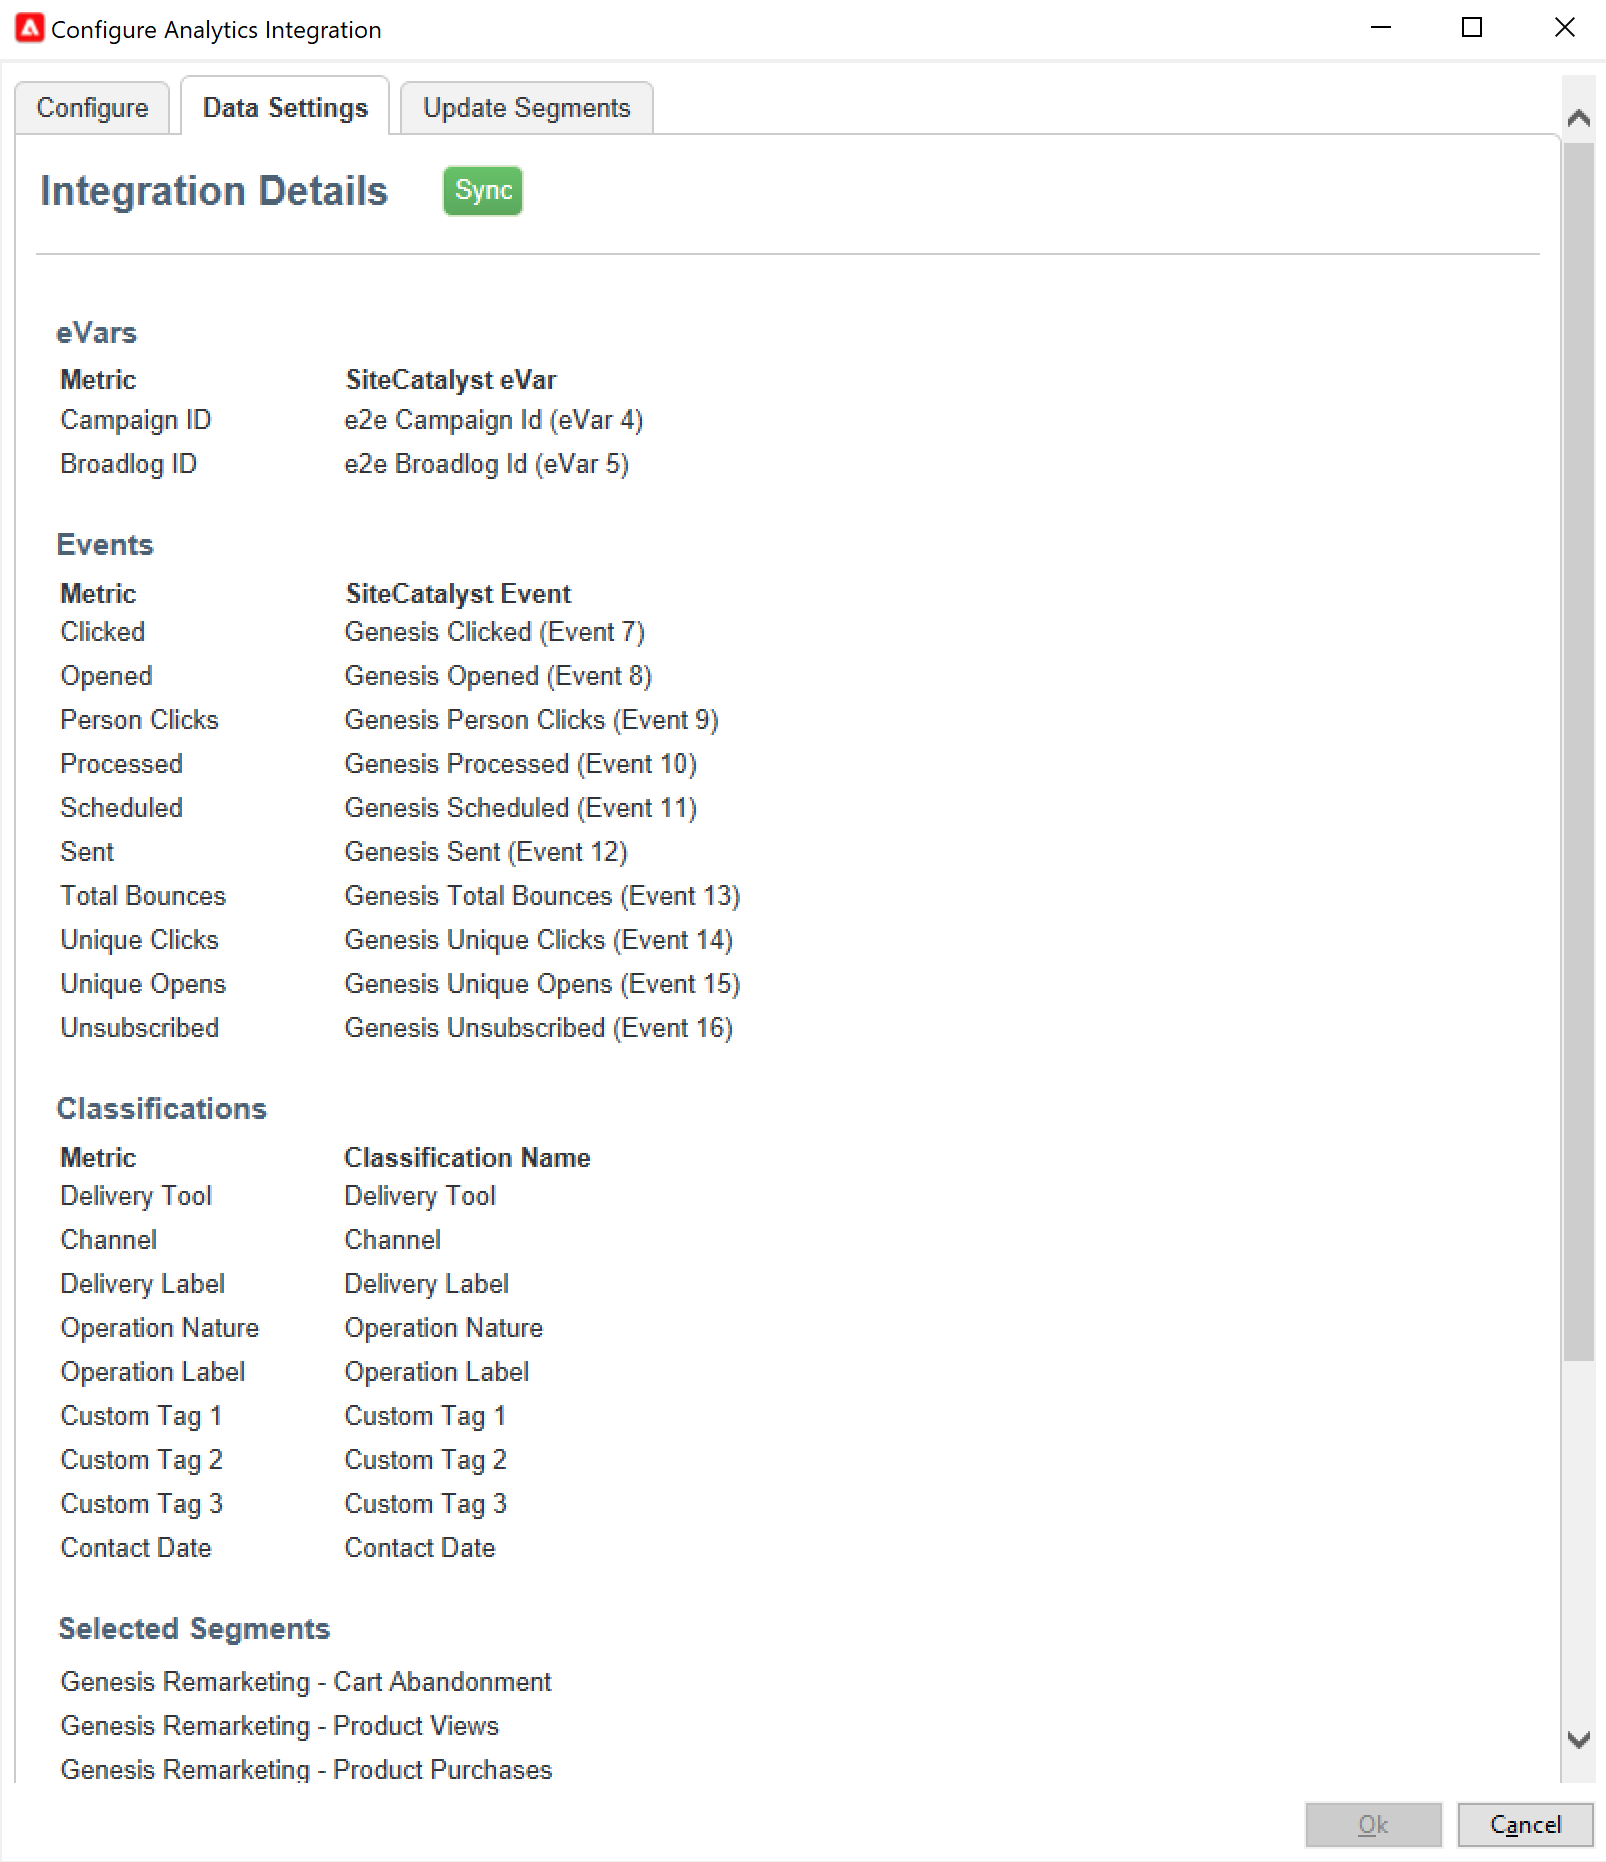 Configure Analytics Integration
Configure Data Settings Update Segments
Integration Details Sync
eVars
Metric SiteCatalyst eVar
Campaign ID e2e Campaign Id (eVar 4)
Broadlog ID e2e Broadlog Id (eVar 5)
Events
Metric SiteCatalyst Event
Clicked Genesis Clicked (Event 7)
Opened Genesis Opened (Event 8)
Person Clicks Genesis Person Clicks (Event 9)
Processed Genesis Processed (Event 10)
Scheduled Genesis Scheduled (Event 11)
Sent Genesis Sent (Event 12)
Total Bounces Genesis Total Bounces (Event 13)
Unique Clicks Genesis Unique Clicks (Event 14)
Unique Opens Genesis Unique Opens (Event 15)
Unsubscribed Genesis Unsubscribed (Event 16)
Classifications
Metric Classification Name
Delivery Tool Delivery Tool
Channel Channel
Delivery Label Delivery Label
Operation Nature Operation Nature
Operation Label Operation Label
Custom Tag 1 Custom Tag 1
Custom Tag 2 Custom Tag 2
Custom Tag 3 Custom Tag 3
Contact Date Contact Date
Selected Segments
Genesis Remarketing - Cart Abandonment
Genesis Remarketing - Product Views
Genesis Remarketing - Product Purchases
Ok Cancel